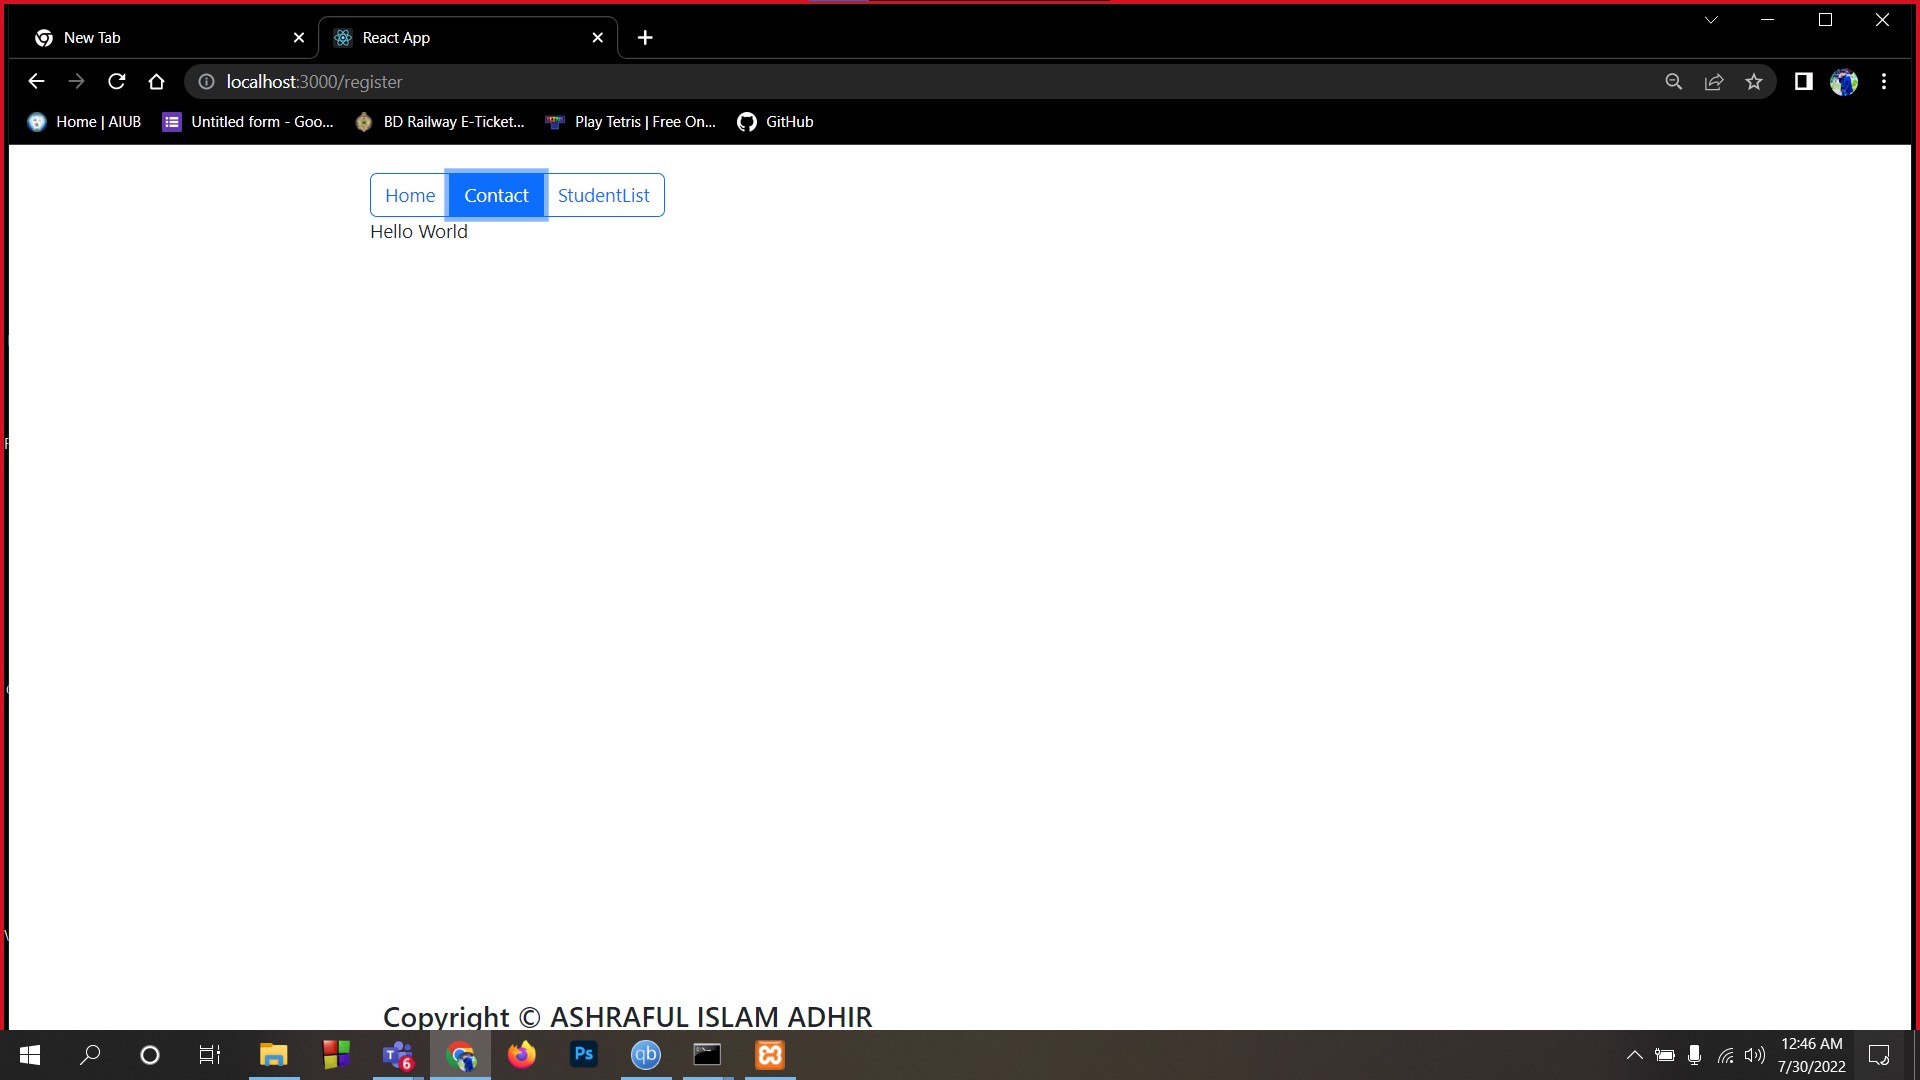 New Tab
React App
localhost:3000/register
Home | AIUB
Untitled form - Goo...
BD Railway E-Ticket...
Play Tetris | Free On...
GitHub
Home
Contact
StudentList
Hello World
Copyright © ASHRAFUL ISLAM ADHIR
T
6
Ps
qb
12:46 AM
7/30/2022